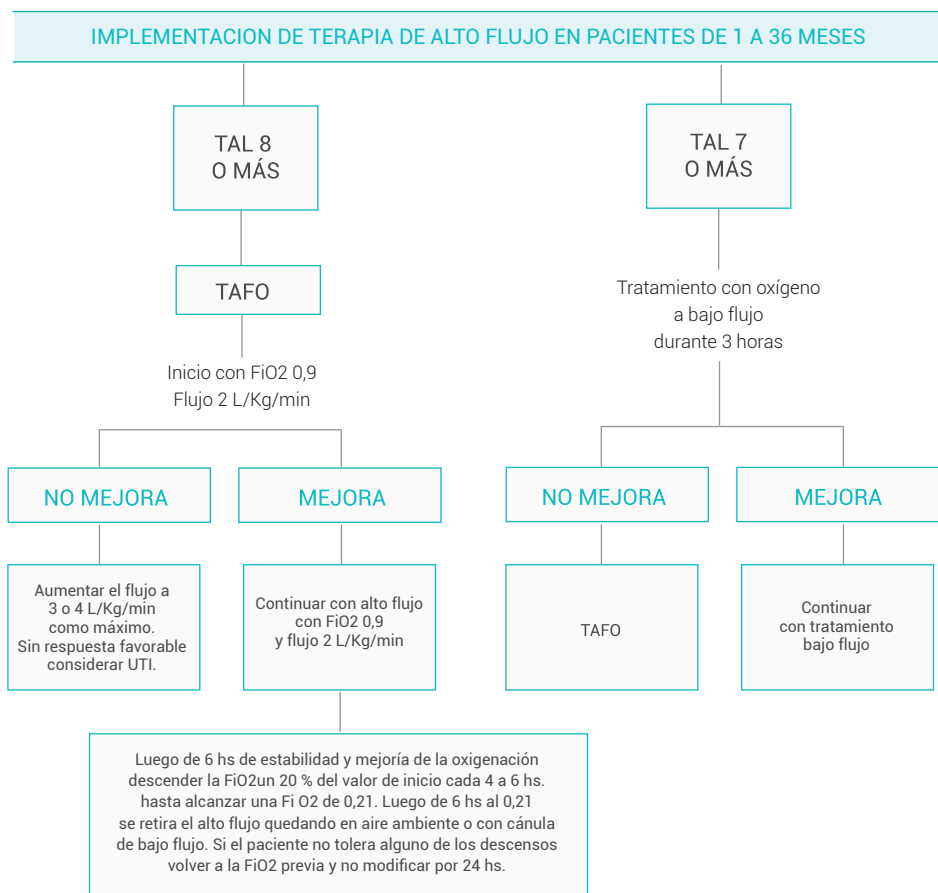 IMPLEMENTACION DE TERAPIA DE ALTO FLUJO EN PACIENTES DE 1 A 36 MESES
TAL 8
O MÁS
TAFO
Inicio con FiO2 0,9
Flujo 2 L/Kg/min
NO MEJORA
Aumentar el flujo a
3 o 4 L/Kg/min
como máximo.
Sin respuesta favorable
considerar UTI.
MEJORA
Continuar con alto flujo
con FiO2 0,9
y flujo 2 L/Kg/min
Luego de 6 hs de estabilidad y mejoría de la oxigenación
descender la FiO2un 20 % del valor de inicio cada 4 a 6 hs.
hasta alcanzar una Fi O2 de 0,21. Luego de 6 hs al 0,21
se retira el alto flujo quedando en aire ambiente o con cánula
de bajo flujo. Si el paciente no tolera alguno de los descensos
volver a la FiO2 previa y no modificar por 24 hs.
TAL 7
O MÁS
Tratamiento con oxígeno
a bajo flujo
durante 3 horas
NO MEJORA
TAFO
MEJORA
Continuar
con tratamiento
bajo flujo